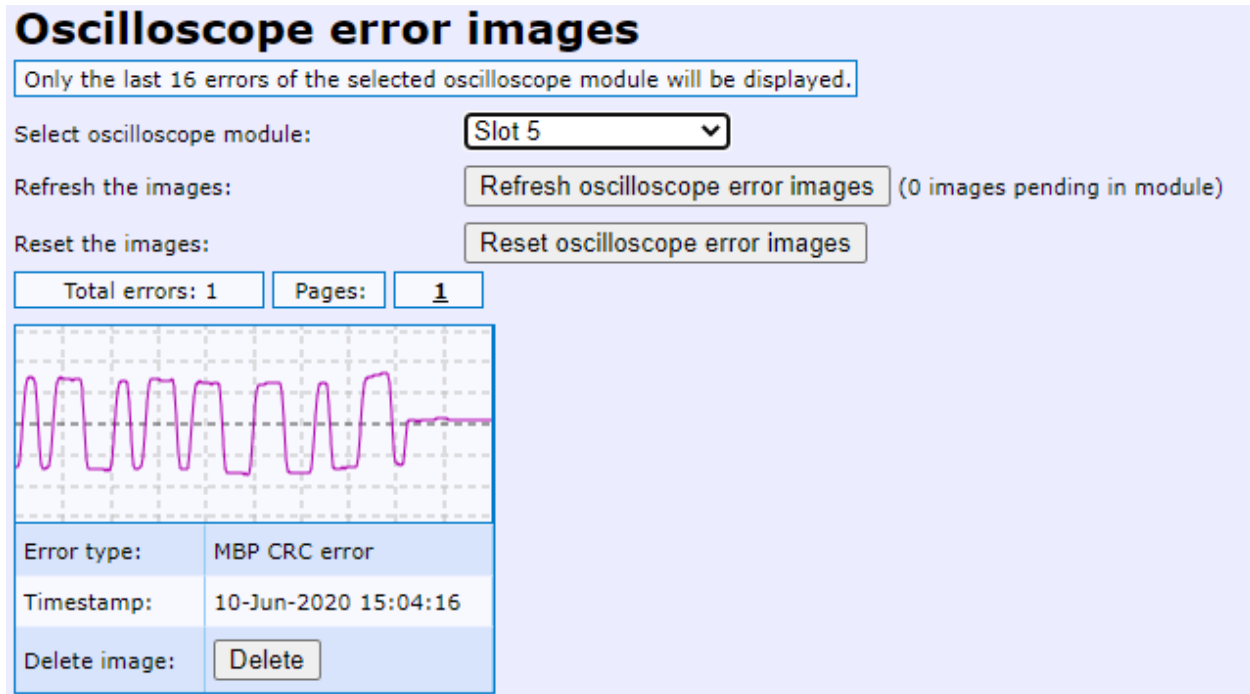 Oscilloscope error images
Only the last 16 errors of the selected oscilloscope module will be displayed.
Select oscilloscope module: Slot 5
Refresh the images: Refresh oscilloscope error images (0 images pending in module)
Reset the images: Reset oscilloscope error images
Total errors: 1 Pages: 1
Error type: MBP CRC error
Timestamp: 10-Jun-2020 15:04:16
Delete image: Delete